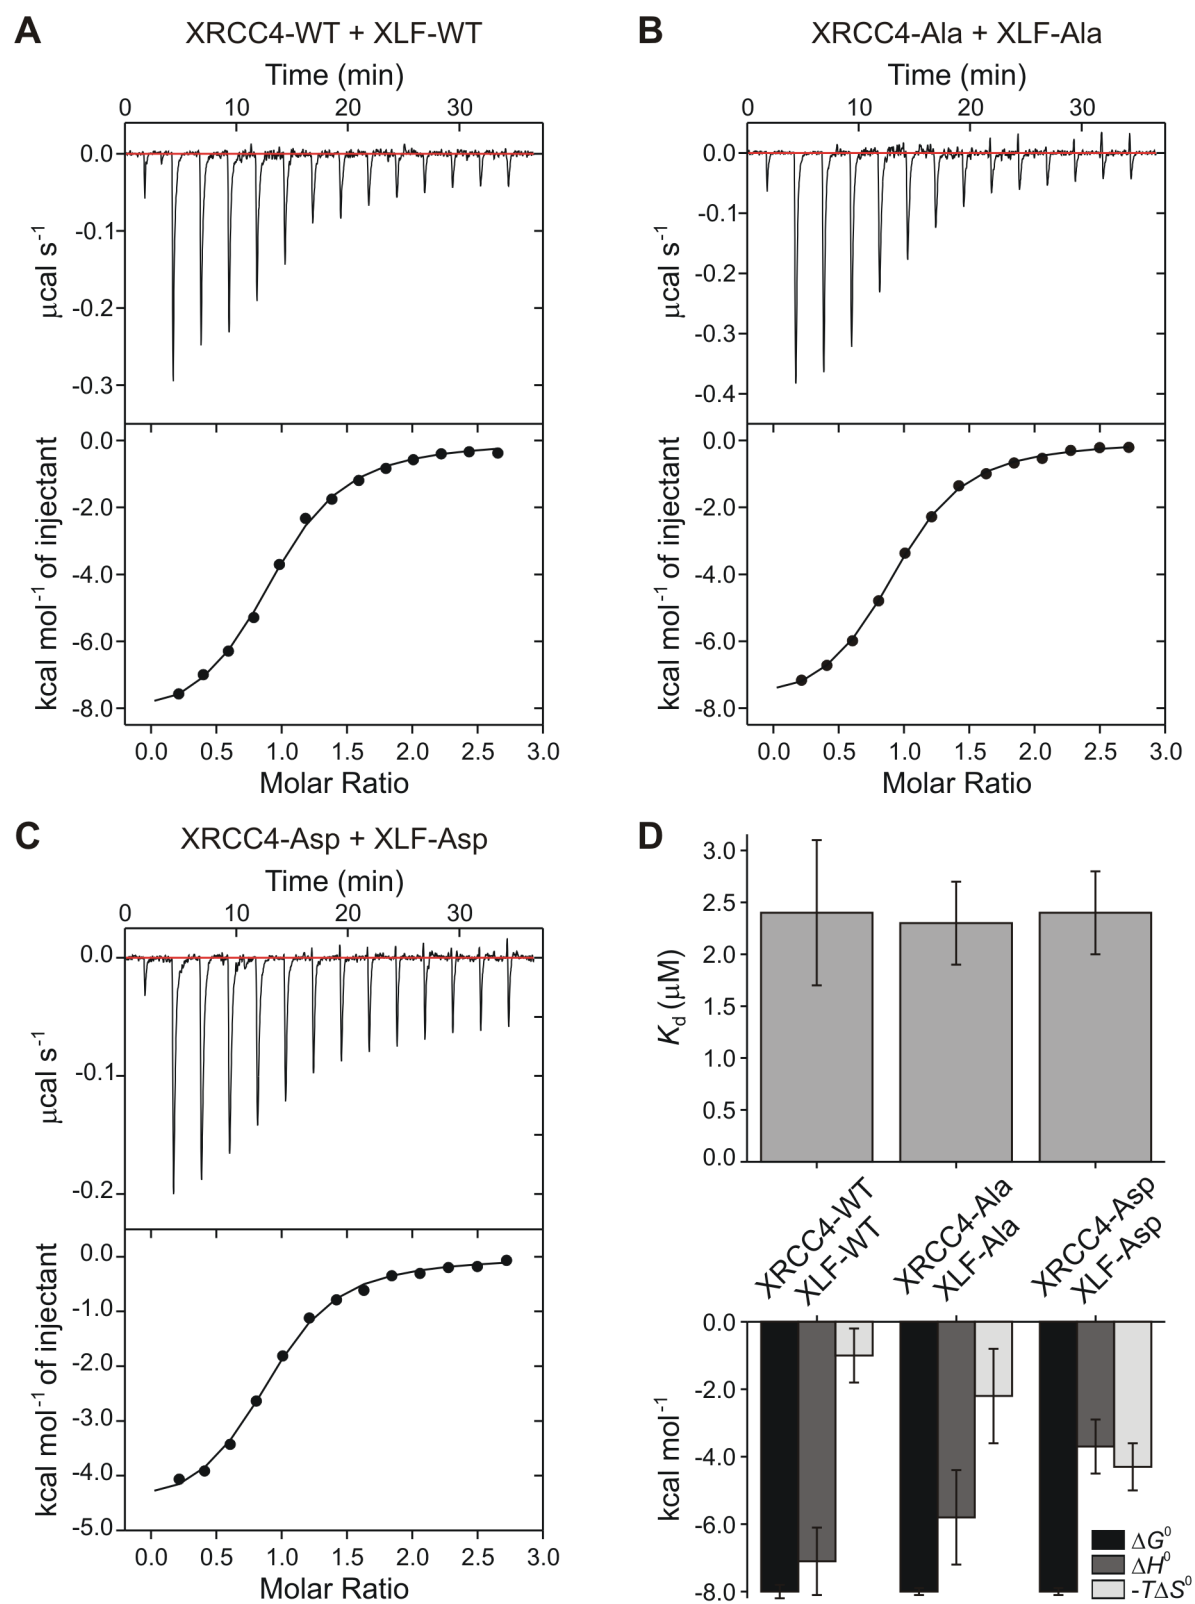 A
XRCC4-WT + XLF-WT
Time (min)
0 10 20 30
0.0
-0.1
-0.2
-0.3
μcal s⁻¹
0.0
-2.0
-4.0
-6.0
-8.0
kcal mol⁻¹ of injectant
0.0 0.5 1.0 1.5 2.0 2.5 3.0
Molar Ratio
B
XRCC4-Ala + XLF-Ala
Time (min)
0 10 20 30
0.0
-0.1
-0.2
-0.3
-0.4
μcal s⁻¹
0.0
-2.0
-4.0
-6.0
-8.0
kcal mol⁻¹ of injectant
0.0 0.5 1.0 1.5 2.0 2.5 3.0
Molar Ratio
C
XRCC4-Asp + XLF-Asp
Time (min)
0 10 20 30
0.0
-0.1
-0.2
μcal s⁻¹
0.0
-1.0
-2.0
-3.0
-4.0
-5.0
kcal mol⁻¹ of injectant
0.0 0.5 1.0 1.5 2.0 2.5 3.0
Molar Ratio
D
3.0
2.5
2.0
1.5
1.0
0.5
0.0
K_d (μM)
XRCC4-WT
XLF-WT
XRCC4-Ala
XLF-Ala
XRCC4-Asp
XLF-Asp
0.0
-2.0
-4.0
-6.0
-8.0
kcal mol⁻¹
ΔG⁰
ΔH⁰
-TΔS⁰